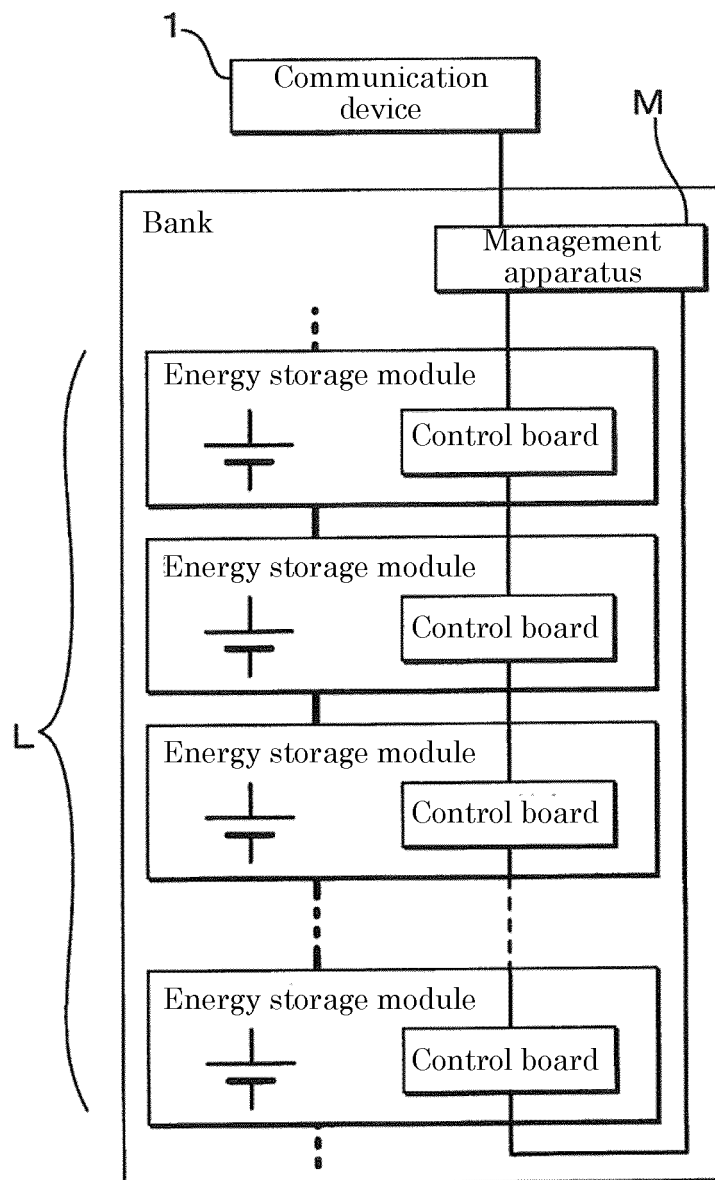 1
Communication
device
M
Bank
Management
apparatus
Energy storage module
Control board
Energy storage module
Control board
L
Energy storage module
Control board
Energy storage module
Control board